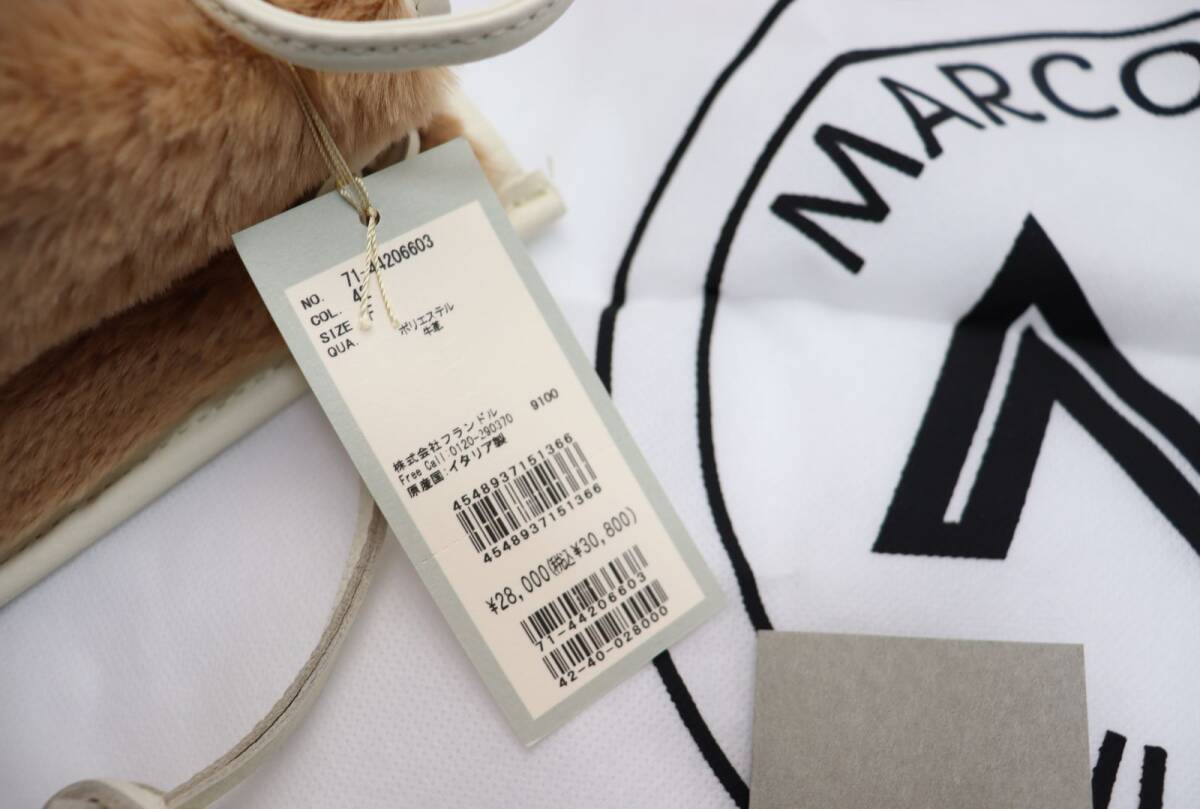 MARCO
NO. 71-44206603
COL. 42
SIZE F
QUA. ポリエステル
牛革
9100
株式会社フランドル
Free Call:0120-290370
原産国:イタリア製
4548937151366
4548937151366
¥28,000(税込¥30,800)
71-44206603
42-40-028000